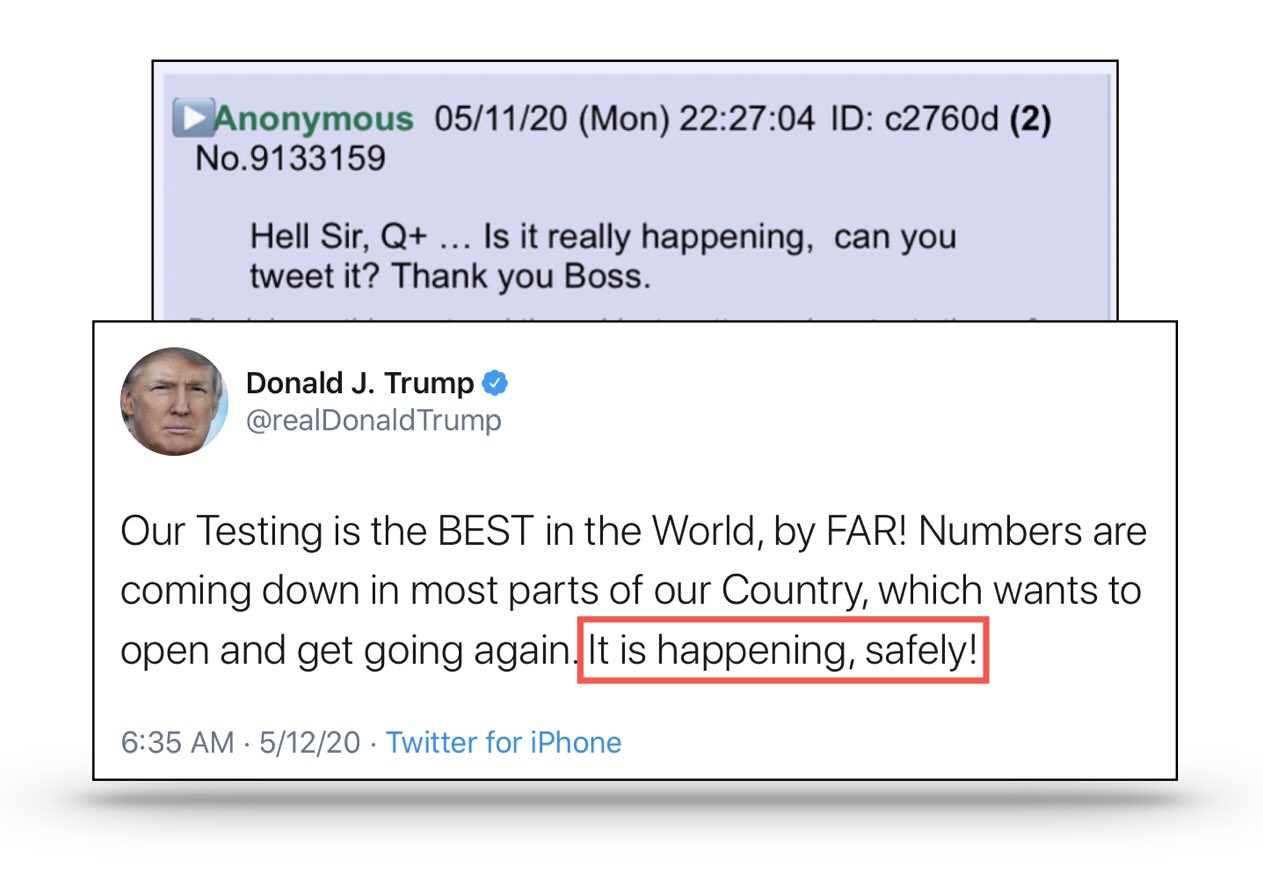 Anonymous 05/11/20 (Mon) 22:27:04 ID: c2760d (2)
No.9133159
Hell Sir, Q+ … Is it really happening,  can you
tweet it? Thank you Boss.
Donald J. Trump
@realDonaldTrump
Our Testing is the BEST in the World, by FAR! Numbers are
coming down in most parts of our Country, which wants to
open and get going again. It is happening, safely!
6:35 AM · 5/12/20 · Twitter for iPhone